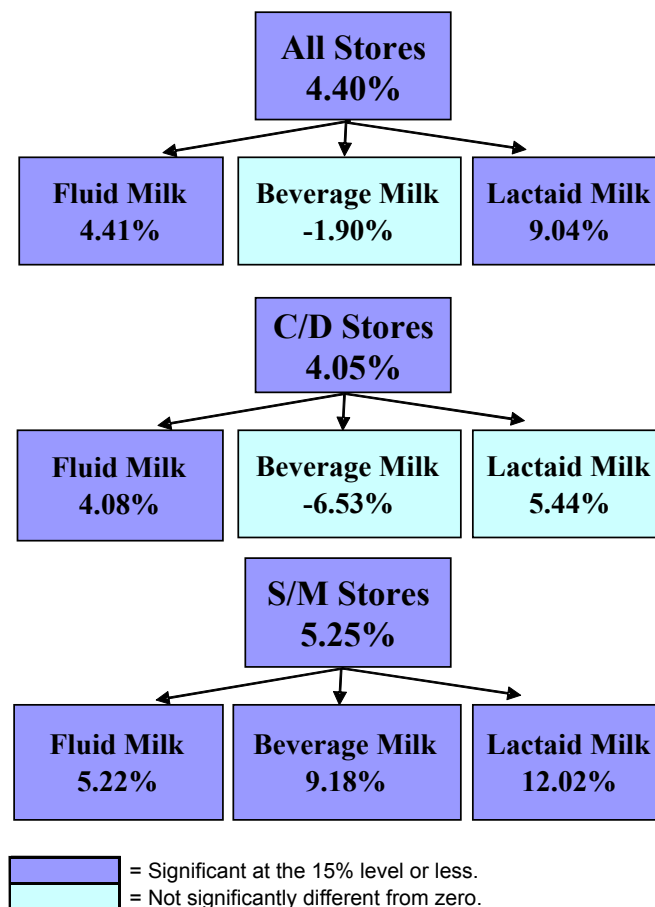 All Stores
4.40%
Fluid Milk
4.41%
Beverage Milk
-1.90%
Lactaid Milk
9.04%
C/D Stores
4.05%
Fluid Milk
4.08%
Beverage Milk
-6.53%
Lactaid Milk
5.44%
S/M Stores
5.25%
Fluid Milk
5.22%
Beverage Milk
9.18%
Lactaid Milk
12.02%
= Significant at the 15% level or less.
= Not significantly different from zero.